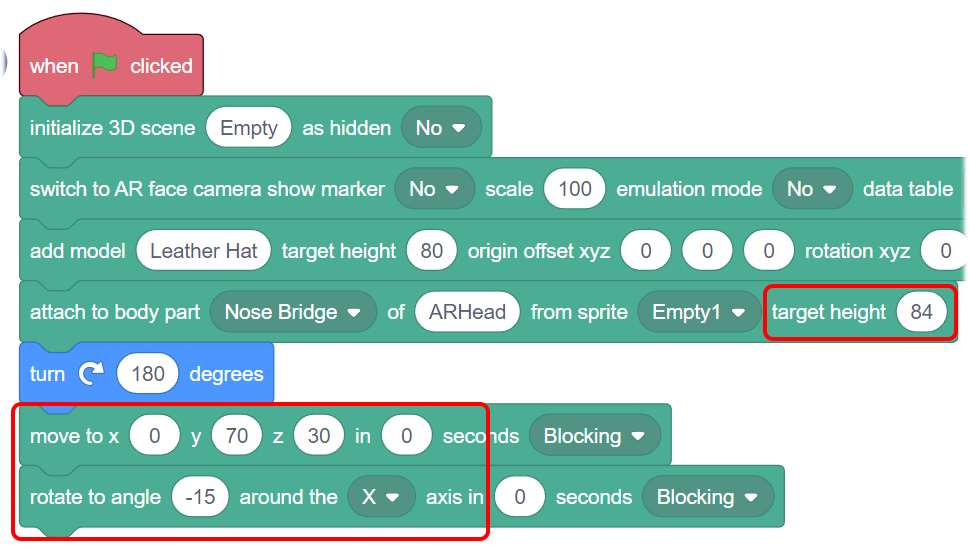 when clicked
initialize 3D scene Empty as hidden No
switch to AR face camera show marker No scale 100 emulation mode No data table
add model Leather Hat target height 80 origin offset xyz 0 0 0 rotation xyz 0
attach to body part Nose Bridge of ARHead from sprite Empty1 target height 84
turn 180 degrees
move to x 0 y 70 z 30 in 0 seconds Blocking
rotate to angle -15 around the X axis in 0 seconds Blocking